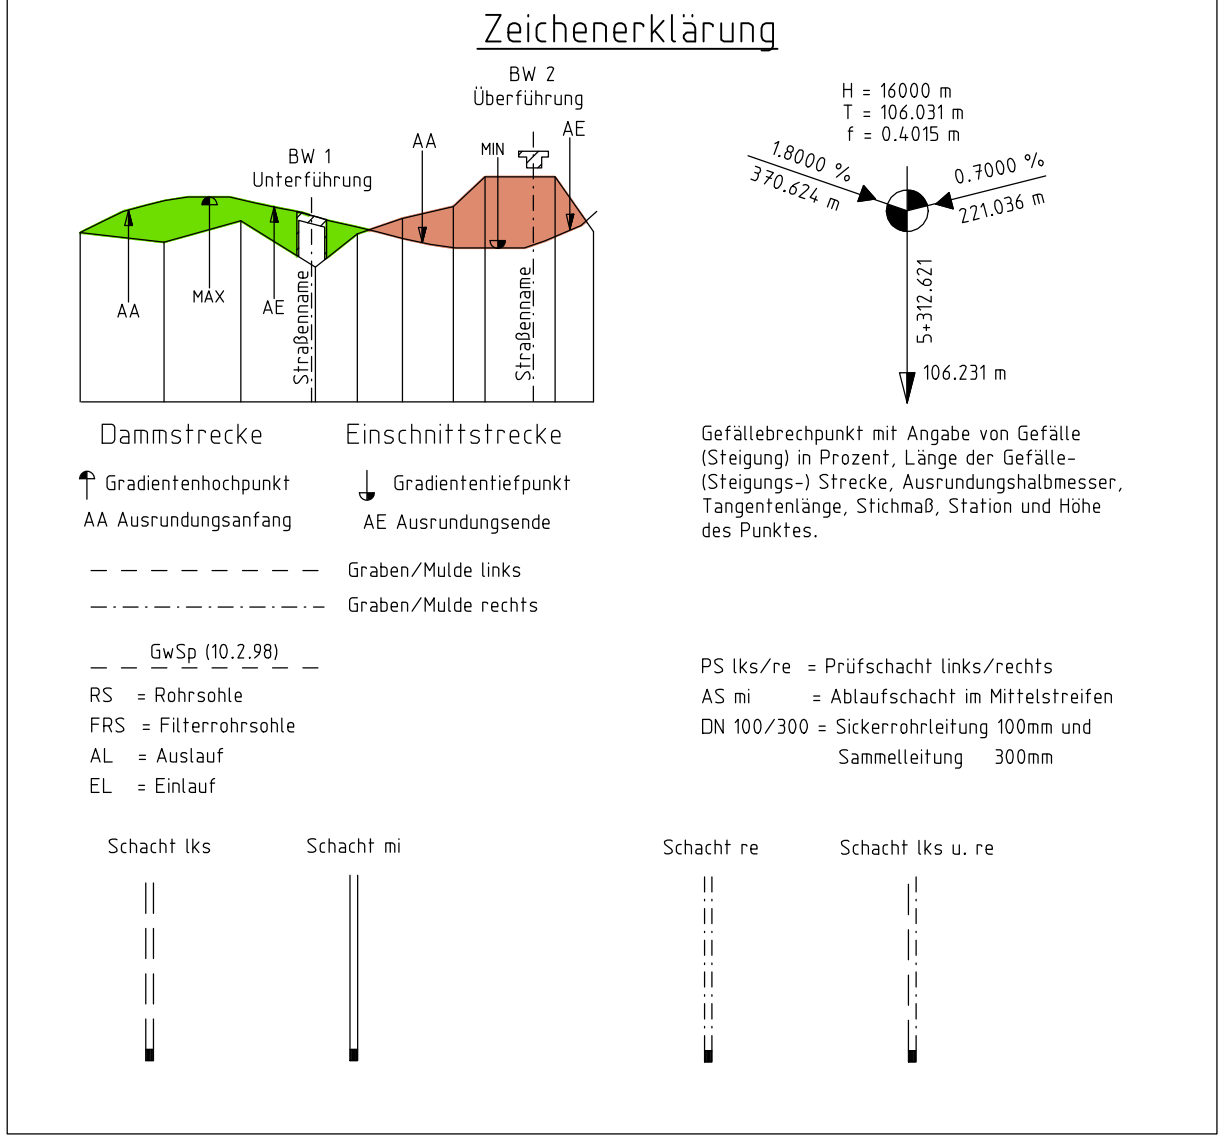 Zeichenerklärung
BW 2
Überführung
AA
MIN
AE
BW 1
Unterführung
AA
MAX
AE
Straßenname
Straßenname
H = 16000 m
T = 106.031 m
f = 0.4015 m
1.8000 %
370.624 m
0.7000 %
221.036 m
5+312.621
106.231 m
Dammstrecke
Einschnittstrecke
Gradientenhochpunkt
Gradiententiefpunkt
AA Ausrundungsanfang
AE Ausrundungsende
Gefällebrechpunkt mit Angabe von Gefälle
(Steigung) in Prozent, Länge der Gefälle-
(Steigungs-) Strecke, Ausrundungshalbmesser,
Tangentenlänge, Stichmaß, Station und Höhe
des Punktes.
Graben/Mulde links
Graben/Mulde rechts
GwSp (10.2.98)
RS = Rohrsohle
FRS = Filterrohrsohle
AL = Auslauf
EL = Einlauf
PS lks/re = Prüfschacht links/rechts
AS mi = Ablaufschacht im Mittelstreifen
DN 100/300 = Sickerrohrleitung 100mm und
Sammelleitung 300mm
Schacht lks
Schacht mi
Schacht re
Schacht lks u. re